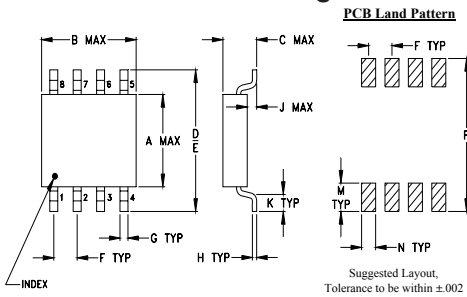 PCB Land Pattern
B MAX
C MAX
F TYP
8 7 6 5
J MAX
A MAX
D
E
M
TYP
K TYP
1 2 3 4
G TYP
H TYP
N TYP
F TYP
INDEX
Suggested Layout,
Tolerance to be within ±.002